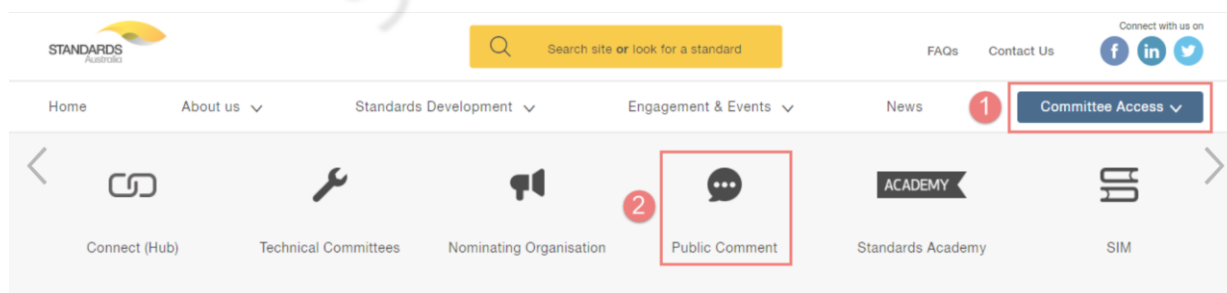 Connect with us on
STANDARDS
Australia
Search site or look for a standard
FAQs
Contact Us
f
in
Home
About us
Standards Development
Engagement & Events
News
1
Committee Access
ACADEMY
2
Connect (Hub)
Technical Committees
Nominating Organisation
Public Comment
Standards Academy
SIM